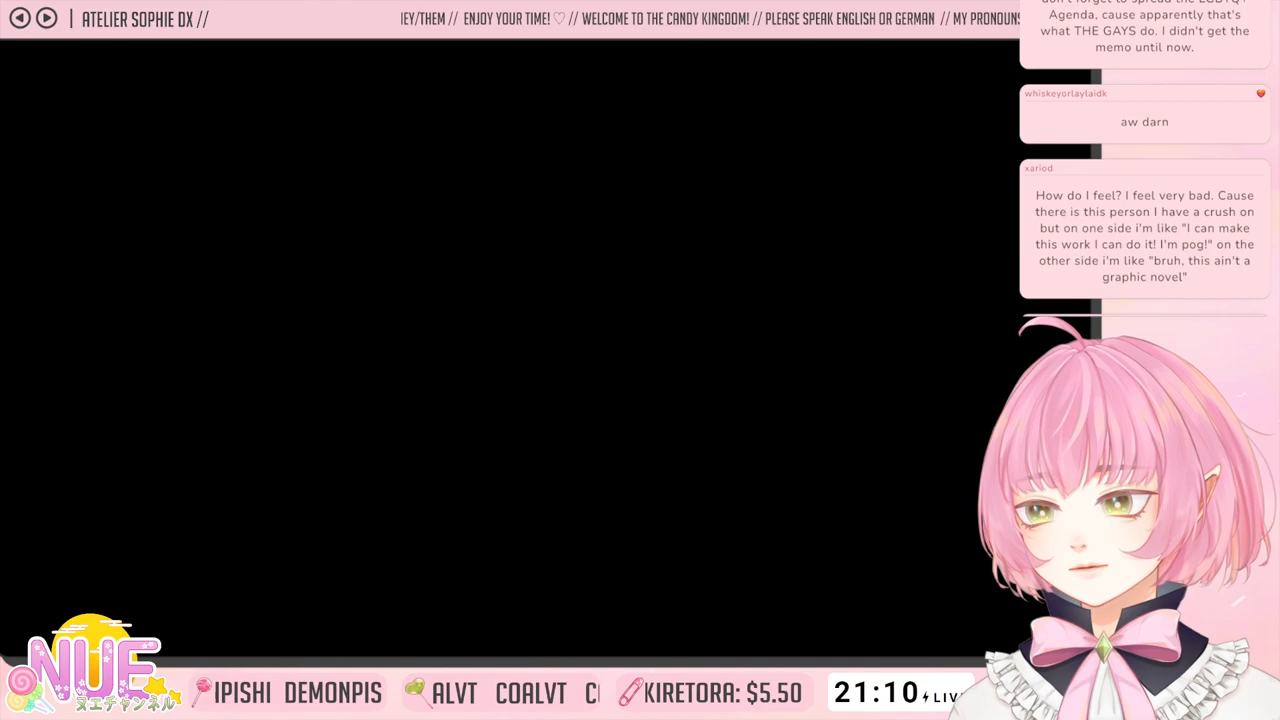 ATELIER SOPHIE DX //
IEY/THEM // ENJOY YOUR TIME! ♡ // WELCOME TO THE CANDY KINGDOM! // PLEASE SPEAK ENGLISH OR GERMAN // MY PRONOUNS
Agenda, cause apparently that's
what THE GAYS do. I didn't get the
memo until now.
whiskeyorlaylaidk
aw darn
xariod
How do I feel? I feel very bad. Cause
there is this person I have a crush on
but on one side i'm like "I can make
this work I can do it! I'm pog!" on the
other side i'm like "bruh, this ain't a
graphic novel"
NUE
ヌエチャンネル
IPISHI DEMONPIS
ALVT COALVT
KIRETORA: $5.50
21:10 LIV